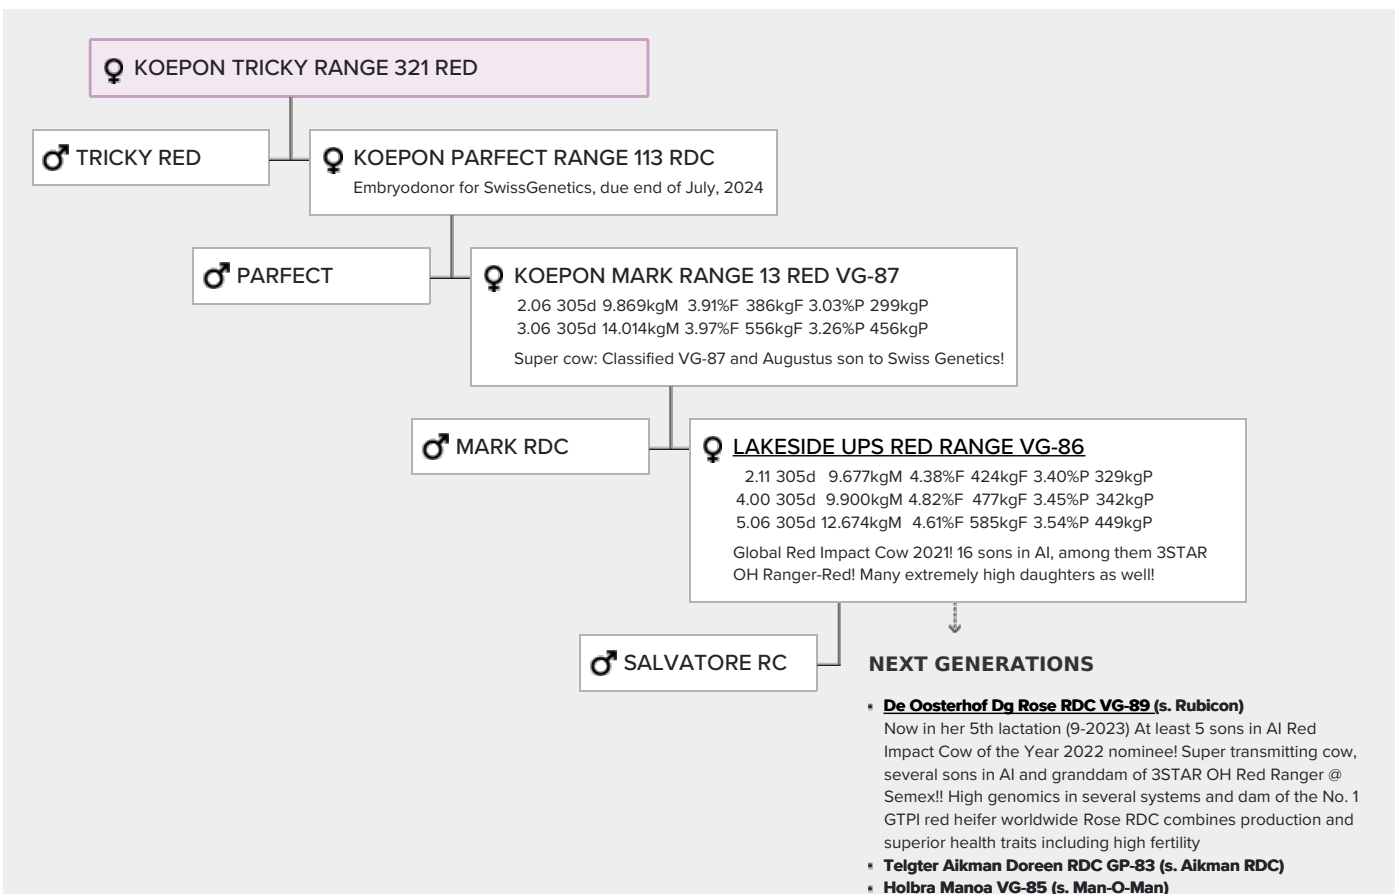 KOEPON TRICKY RANGE 321 RED
TRICKY RED
KOEPON PARFECT RANGE 113 RDC
Embryodonor for SwissGenetics, due end of July, 2024
PARFECT
KOEPON MARK RANGE 13 RED VG-87
2.06 305d 9.869kgM 3.91%F 386kgF 3.03%P 299kgP
3.06 305d 14.014kgM 3.97%F 556kgF 3.26%P 456kgP
Super cow: Classified VG-87 and Augustus son to Swiss Genetics!
MARK RDC
LAKESIDE UPS RED RANGE VG-86
2.11 305d 9.677kgM 4.38%F 424kgF 3.40%P 329kgP
4.00 305d 9.900kgM 4.82%F 477kgF 3.45%P 342kgP
5.06 305d 12.674kgM 4.61%F 585kgF 3.54%P 449kgP
Global Red Impact Cow 2021! 16 sons in AI, among them 3STAR
OH Ranger-Red! Many extremely high daughters as well!
SALVATORE RC
NEXT GENERATIONS
De Oosterhof Dg Rose RDC VG-89 (s. Rubicon)
Now in her 5th lactation (9-2023) At least 5 sons in AI Red
Impact Cow of the Year 2022 nominee! Super transmitting cow,
several sons in AI and granddam of 3STAR OH Red Ranger @
Semex!! High genomics in several systems and dam of the No. 1
GTPI red heifer worldwide Rose RDC combines production and
superior health traits including high fertility
Telgter Aikman Doreen RDC GP-83 (s. Aikman RDC)
Holbra Manoa VG-85 (s. Man-O-Man)